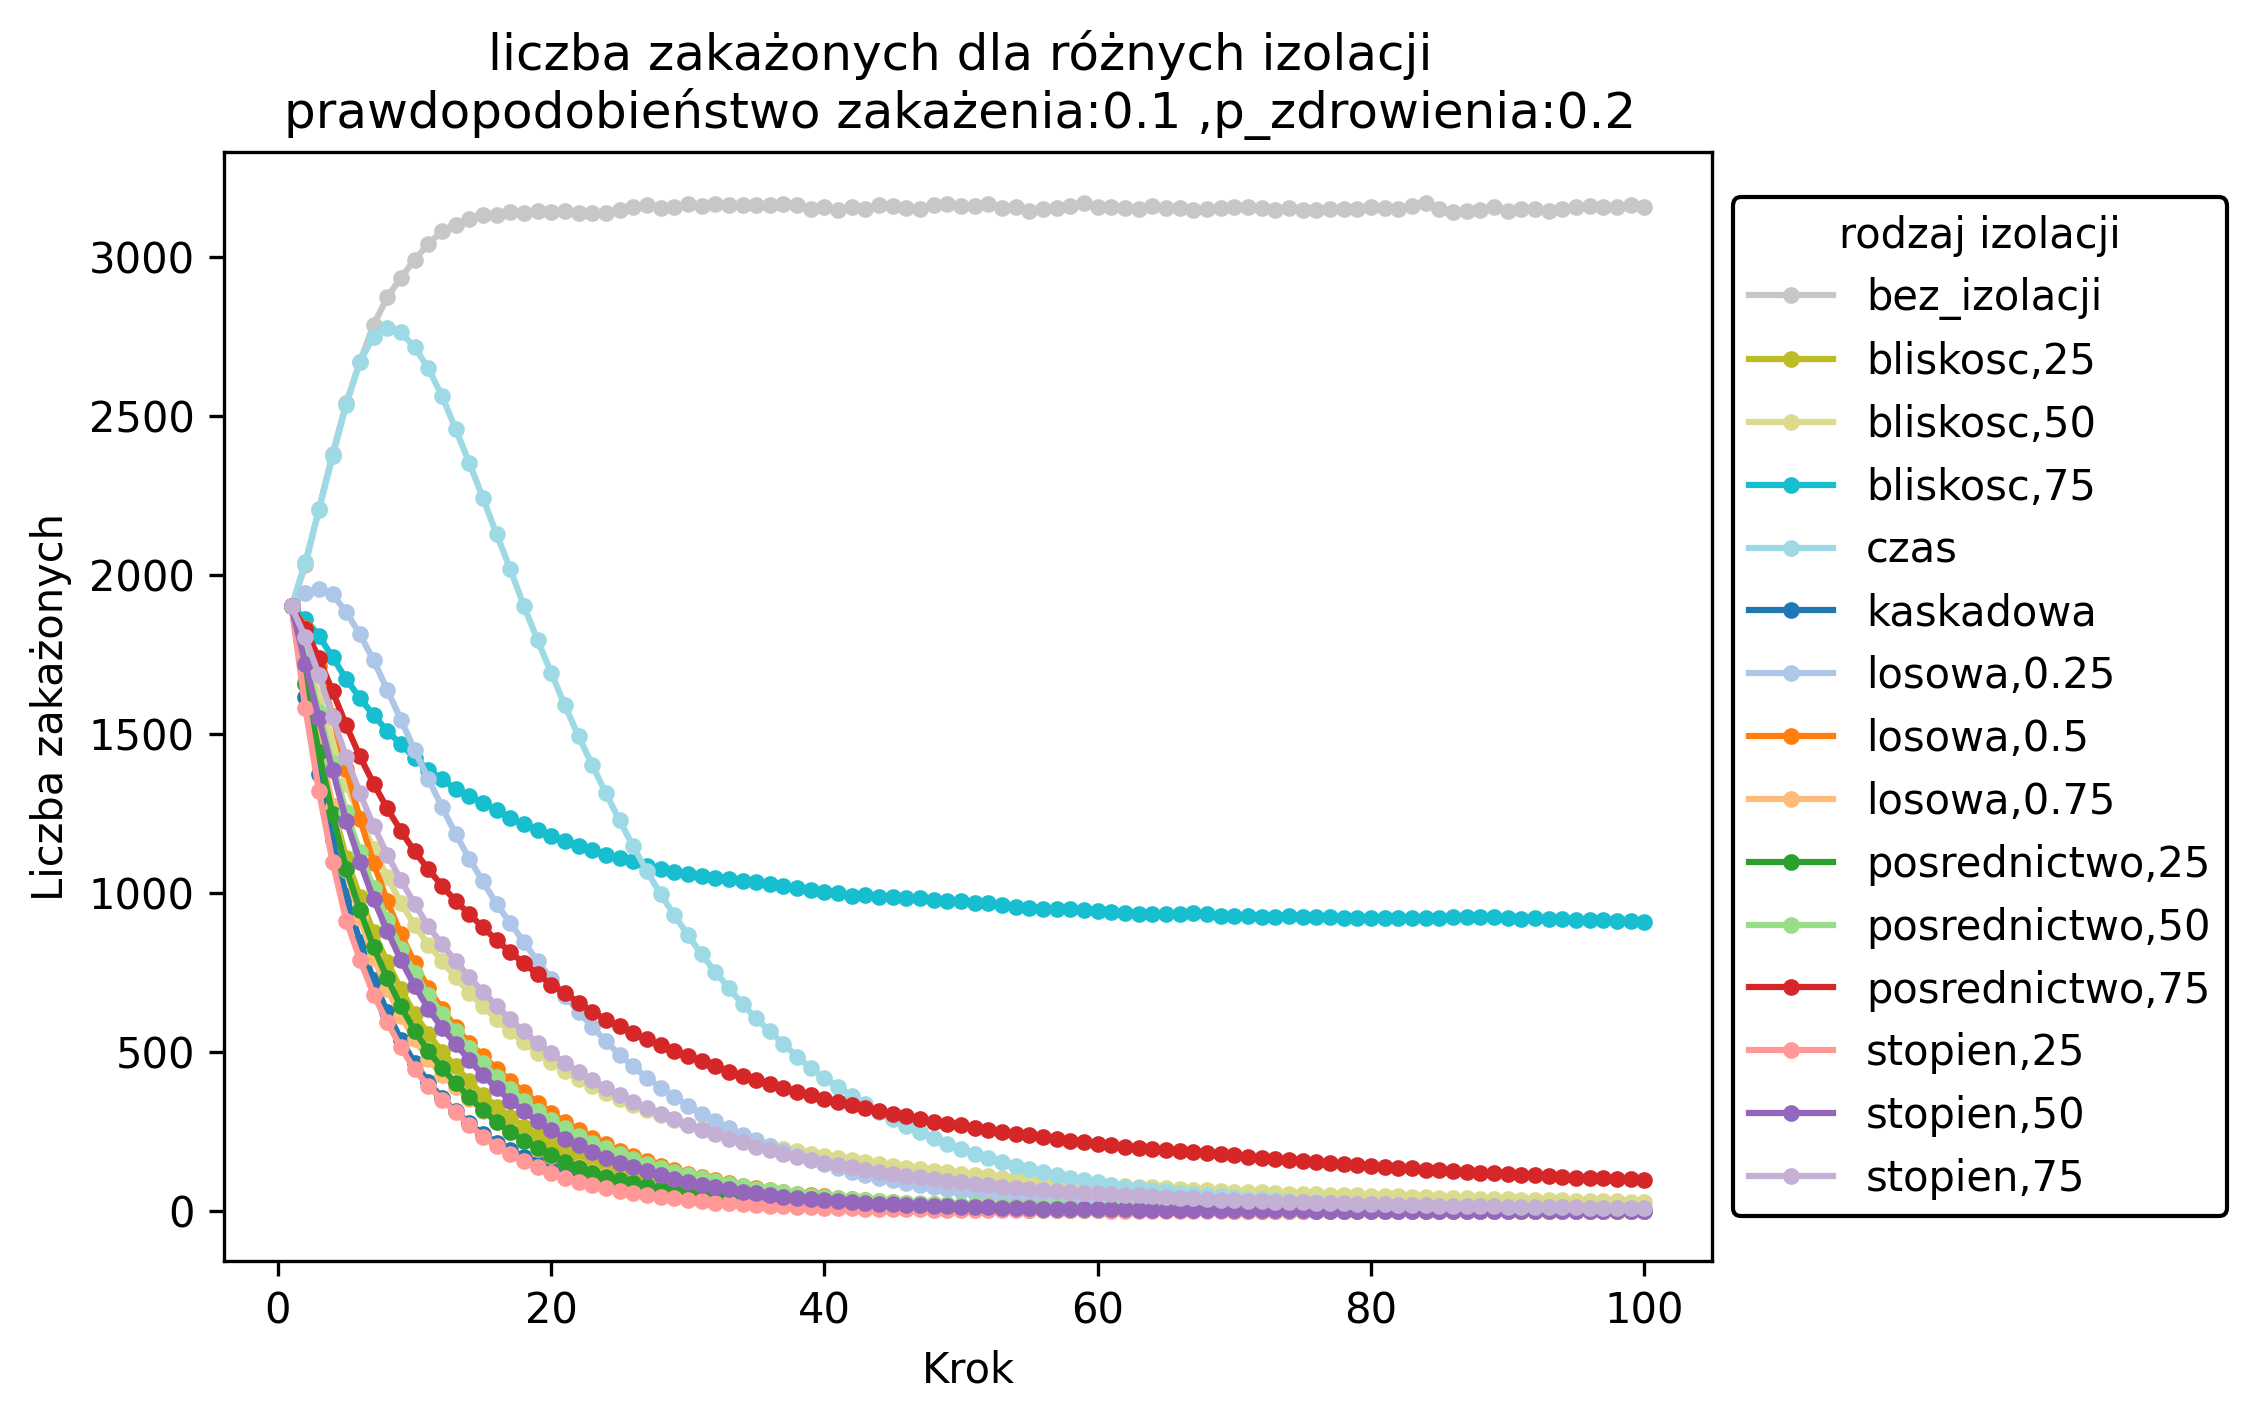 liczba zakażonych dla różnych izolacji
prawdopodobieństwo zakażenia:0.1 ,p_zdrowienia:0.2
Liczba zakażonych
3000
2500
2000
1500
1000
500
0
0 20 40 60 80 100
Krok
rodzaj izolacji
bez_izolacji
bliskosc,25
bliskosc,50
bliskosc,75
czas
kaskadowa
losowa,0.25
losowa,0.5
losowa,0.75
posrednictwo,25
posrednictwo,50
posrednictwo,75
stopien,25
stopien,50
stopien,75